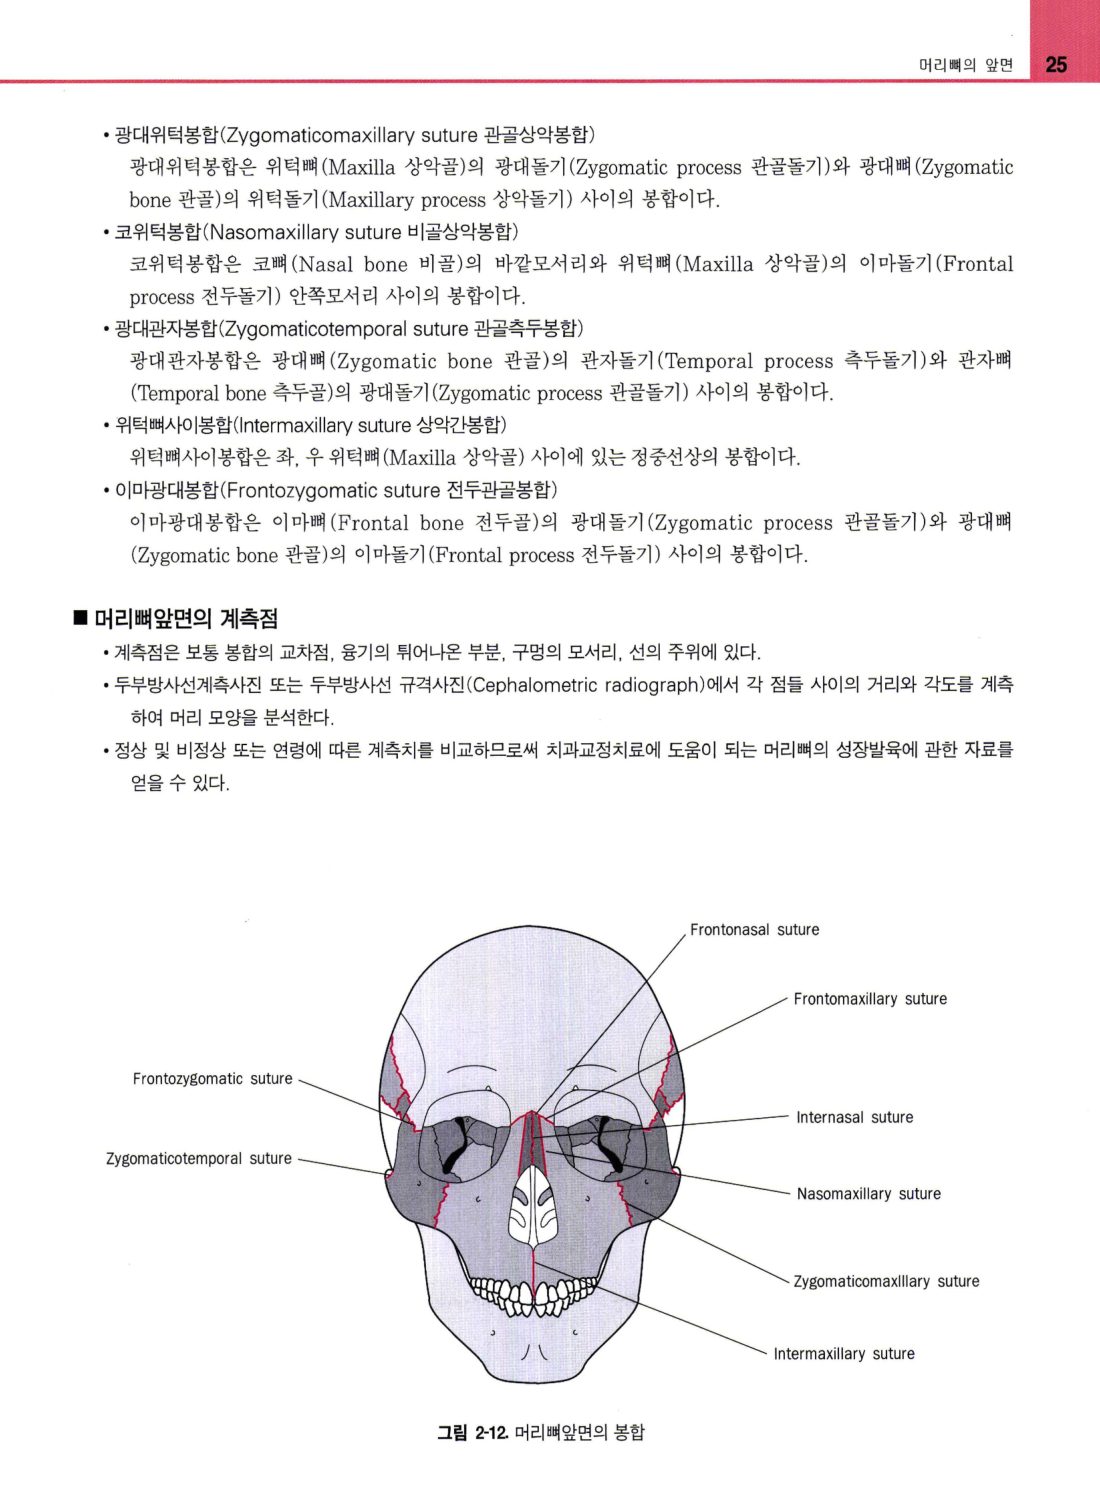 머리뼈의 앞면 25
• 광대위턱봉합(Zygomaticomaxillary suture 관골상악봉합)
광대위턱봉합은 위턱뼈(Maxilla 상악골)의 광대돌기(Zygomatic process 관골돌기)와 광대뼈(Zygomatic
bone 관골)의 위턱돌기(Maxillary process 상악돌기) 사이의 봉합이다.
• 코위턱봉합(Nasomaxillary suture 비골상악봉합)
코위턱봉합은 코뼈(Nasal bone 비골)의 바깥모서리와 위턱뼈(Maxilla 상악골)의 이마돌기(Frontal
process 전두돌기) 안쪽모서리 사이의 봉합이다.
• 광대관자봉합(Zygomaticotemporal suture 관골측두봉합)
광대관자봉합은 광대뼈(Zygomatic bone 관골)의 관자돌기(Temporal process 측두돌기)와 관자뼈
(Temporal bone 측두골)의 광대돌기(Zygomatic process 관골돌기) 사이의 봉합이다.
• 위턱뼈사이봉합(Intermaxillary suture 상악간봉합)
위턱뼈사이봉합은 좌, 우 위턱뼈(Maxilla 상악골) 사이에 있는 정중선상의 봉합이다.
• 이마광대봉합(Frontozygomatic suture 전두관골봉합)
이마광대봉합은 이마뼈(Frontal bone 전두골)의 광대돌기(Zygomatic process 관골돌기)와 광대뼈
(Zygomatic bone 관골)의 이마돌기(Frontal process 전두돌기) 사이의 봉합이다.
■ 머리뼈앞면의 계측점
• 계측점은 보통 봉합의 교차점, 융기의 튀어나온 부분, 구멍의 모서리, 선의 주위에 있다.
• 두부방사선계측사진 또는 두부방사선 규격사진(Cephalometric radiograph)에서 각 점들 사이의 거리와 각도를 계측
하여 머리 모양을 분석한다.
• 정상 및 비정상 또는 연령에 따른 계측치를 비교하므로써 치과교정치료에 도움이 되는 머리뼈의 성장발육에 관한 자료를
얻을 수 있다.
Frontonasal suture
Frontomaxillary suture
Frontozygomatic suture
Internasal suture
Zygomaticotemporal suture
Nasomaxillary suture
Zygomaticomaxlllary suture
Intermaxillary suture
그림 2-12. 머리뼈앞면의 봉합